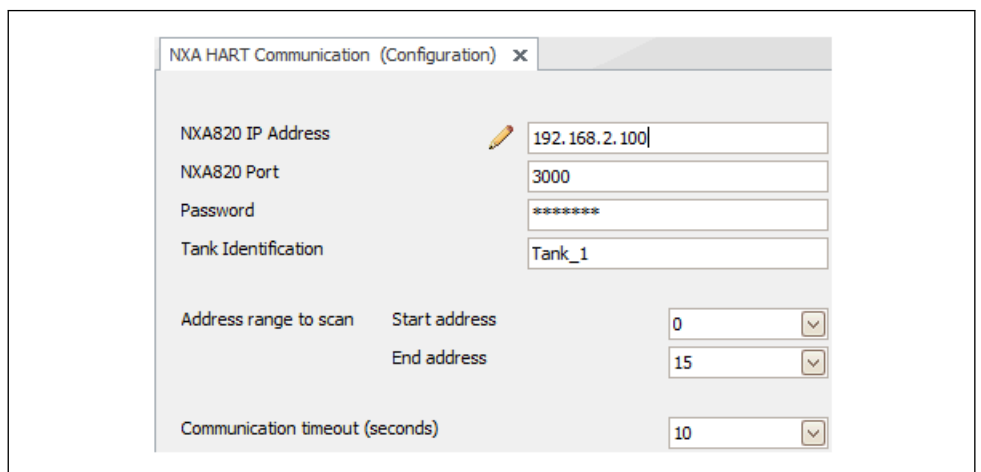 NXA HART Communication (Configuration) x
NXA820 IP Address 192.168.2.100
NXA820 Port 3000
Password *******
Tank Identification Tank_1
Address range to scan Start address 0
End address 15
Communication timeout (seconds) 10